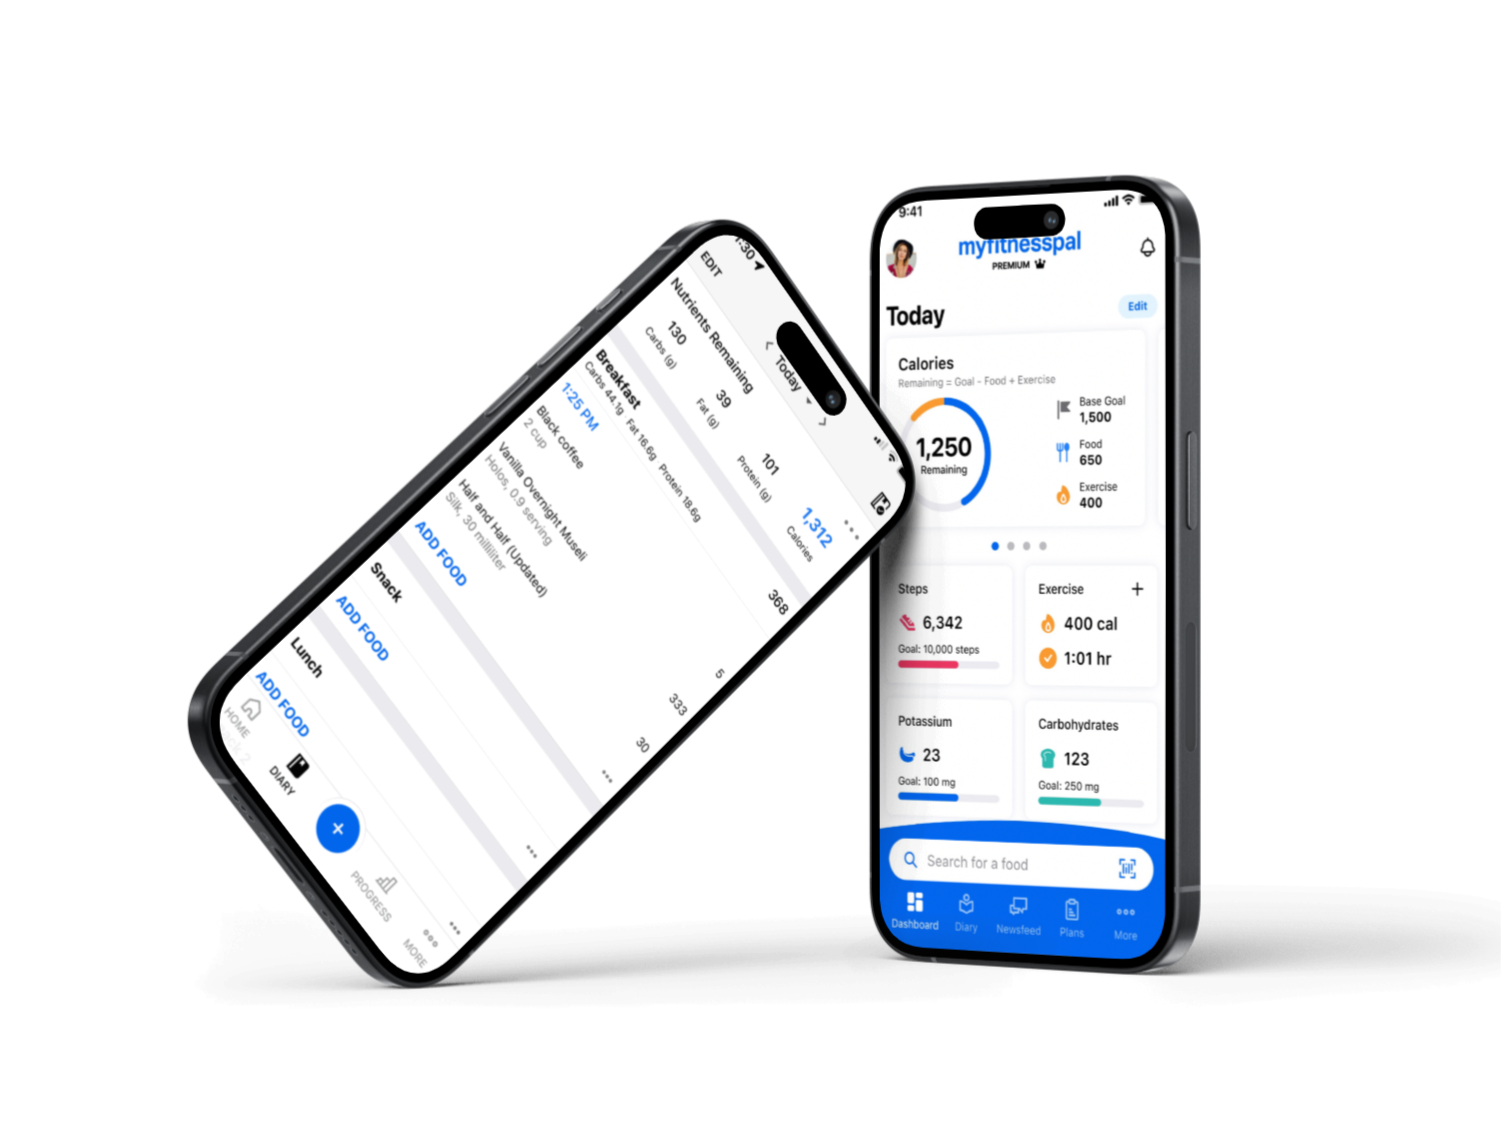 1:30
EDIT
Today
Nutrients Remaining
130
Carbs (g)
39
Fat (g)
101
Protein (g)
1,312
Calories
Breakfast
368
Carbs 44.1g Fat 16.6g Protein 18.6g
1:25 PM
Black coffee
2 cup
5
Vanilla Overnight Museli
Holos, 0.9 serving
333
Half and Half (Updated)
Silk, 30 milliliter
30
ADD FOOD
Snack
ADD FOOD
Lunch
ADD FOOD
HOME
DIARY
PROGRESS
MORE
9:41
myfitnesspal
PREMIUM
Today
Edit
Calories
Remaining = Goal - Food + Exercise
1,250
Remaining
Base Goal
1,500
Food
650
Exercise
400
Steps
6,342
Goal: 10,000 steps
Exercise
400 cal
1:01 hr
Potassium
23
Goal: 100 mg
Carbohydrates
123
Goal: 250 mg
Search for a food
Dashboard
Diary
Newsfeed
Plans
More